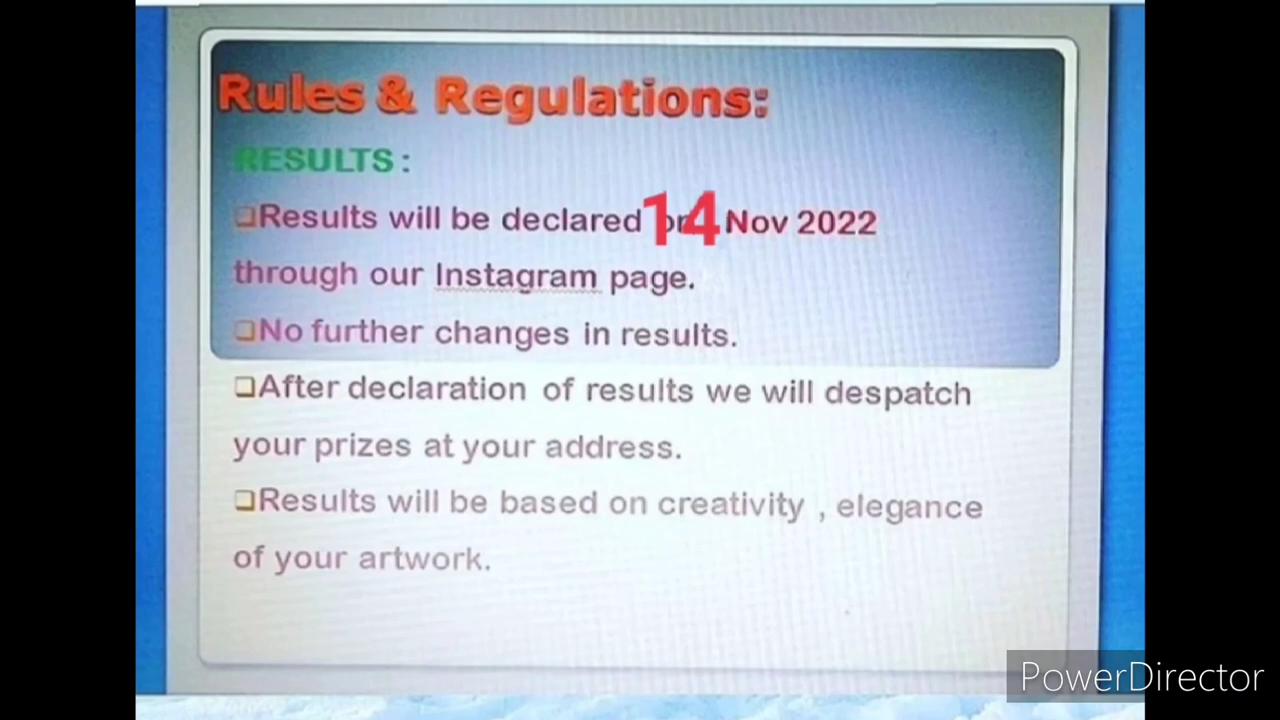 Rules & Regulations:
RESULTS :
❑Results will be declared on 14 Nov 2022
through our Instagram page.
❑No further changes in results.
❑After declaration of results we will despatch
your prizes at your address.
❑Results will be based on creativity , elegance
of your artwork.
PowerDirector